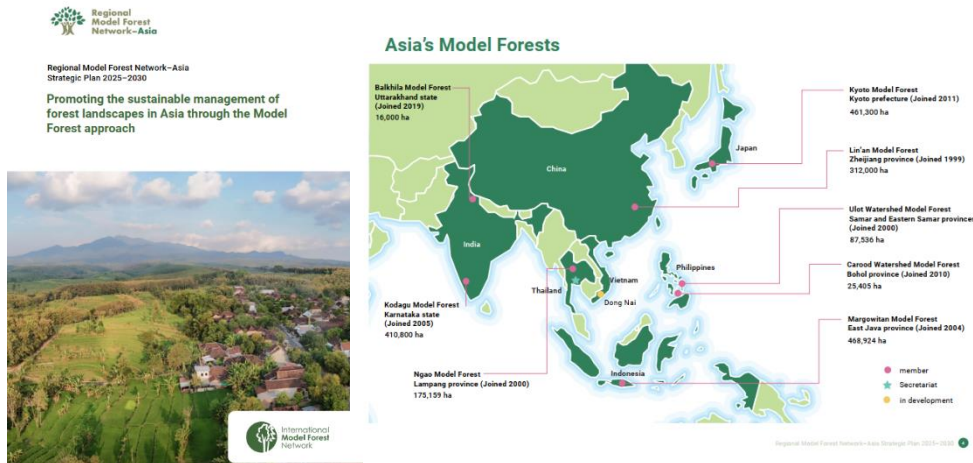 Regional
Model Forest
Network–Asia
Regional Model Forest Network–Asia
Strategic Plan 2025–2030
Promoting the sustainable management of
forest landscapes in Asia through the Model
Forest approach
International
Model Forest
Network
Asia's Model Forests
Balkhila Model Forest
Uttarakhand state
(Joined 2019)
16,000 ha
Kyoto Model Forest
Kyoto prefecture (Joined 2011)
461,300 ha
Japan
China
Lin'an Model Forest
Zheijiang province (Joined 1999)
312,000 ha
Ulot Watershed Model Forest
Samar and Eastern Samar provinces
(Joined 2000)
87,536 ha
India
Philippines
Carood Watershed Model Forest
Bohol province (Joined 2010)
25,405 ha
Thailand
Vietnam
Dong Nai
Kodagu Model Forest
Karnataka state
(Joined 2005)
410,800 ha
Margowitan Model Forest
East Java province (Joined 2004)
468,924 ha
Indonesia
Ngao Model Forest
Lampang province (Joined 2000)
175,159 ha
member
Secretariat
in development
Regional Model Forest Network–Asia Strategic Plan 2025–2030